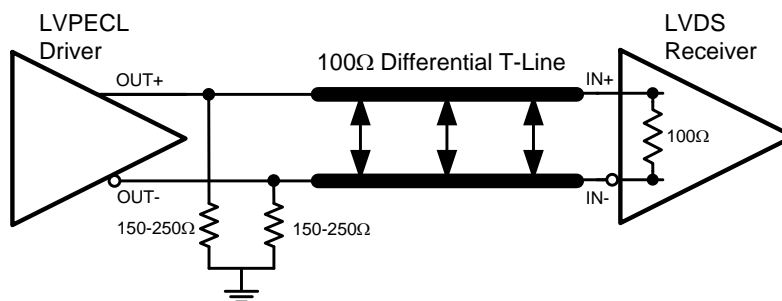 LVPECL
Driver
OUT+
OUT-
150-250Ω
150-250Ω
100Ω Differential T-Line
LVDS
Receiver
IN+
100Ω
IN-